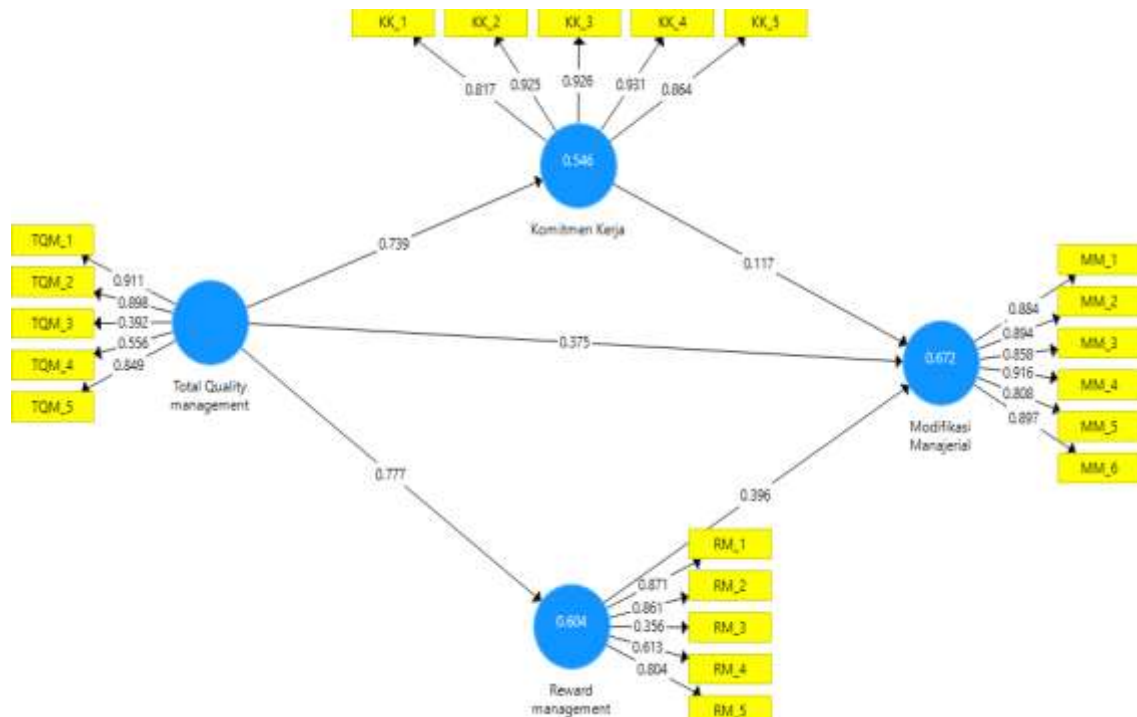 KK_1
KK_2
KK_3
KK_4
KK_5
0.817
0.925
0.926
0.931
0.864
0.546
Komitmen Kerja
0.739
0.117
TQM_1
TQM_2
TQM_3
TQM_4
TQM_5
0.911
0.898
0.392
0.556
0.849
Total Quality
management
0.375
0.672
Modifikasi
Manajerial
0.884
0.894
0.858
0.916
0.808
0.897
MM_1
MM_2
MM_3
MM_4
MM_5
MM_6
0.777
0.396
0.604
Reward
management
0.871
0.861
0.356
0.613
0.804
RM_1
RM_2
RM_3
RM_4
RM_5